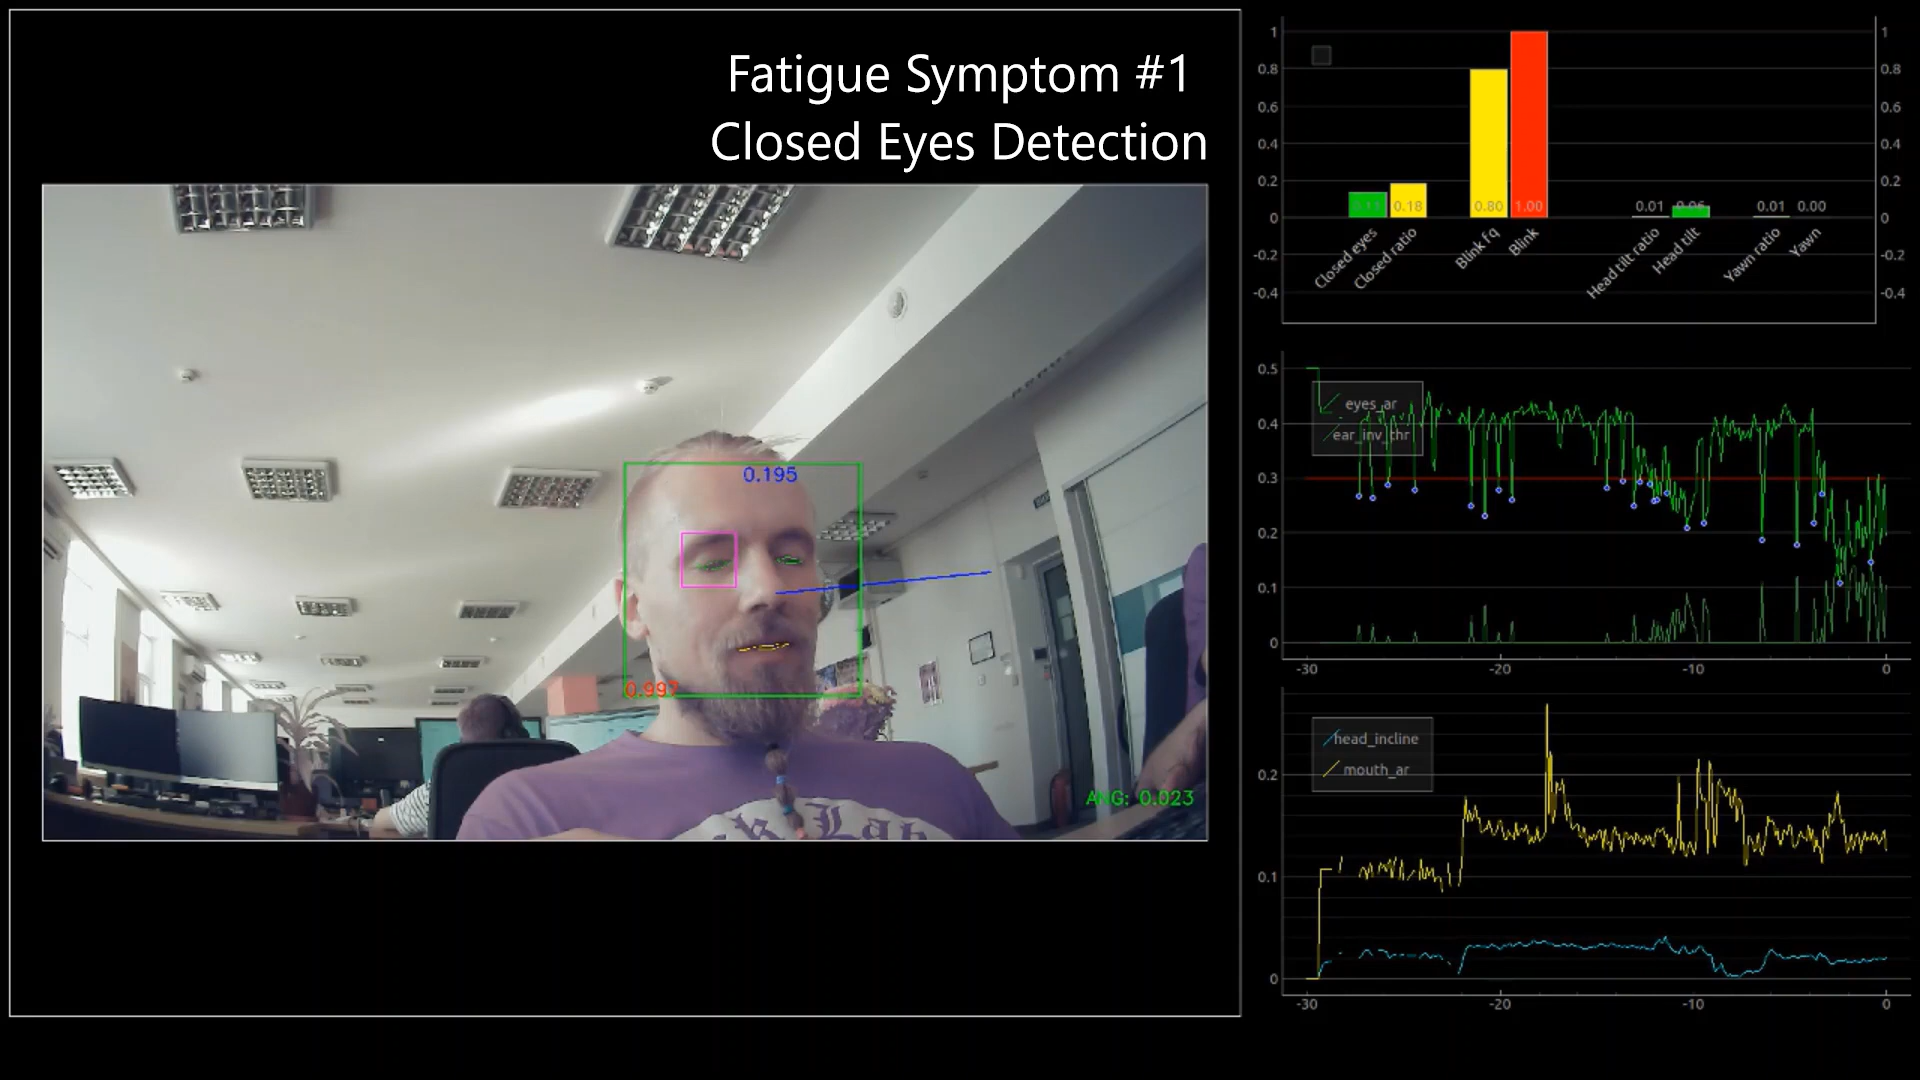 Fatigue Symptom #1
Closed Eyes Detection
0.195
0.997
ANG: 0.023
1
0.8
0.6
0.4
0.2
0
-0.2
-0.4
1
0.8
0.6
0.4
0.2
0
-0.2
-0.4
0.18
0.80
1.00
0.01
0.06
0.01
0.00
Closed eyes
Closed ratio
Blink fq
Blink
Head tilt ratio
Head tilt
Yawn ratio
Yawn
0.5
0.4
0.3
0.2
0.1
0
eyes_ar
ear_inv_thr
-30
-20
-10
0
head_incline
mouth_ar
0.2
0.1
0
-30
-20
-10
0